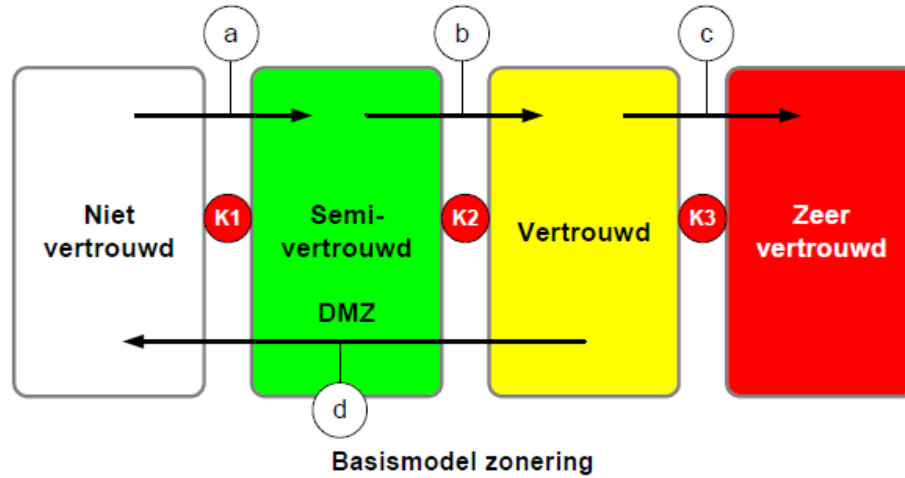 a
b
c
Niet
vertrouwd
K1
Semi-
vertrouwd
K2
Vertrouwd
K3
Zeer
vertrouwd
DMZ
d
Basismodel zonering